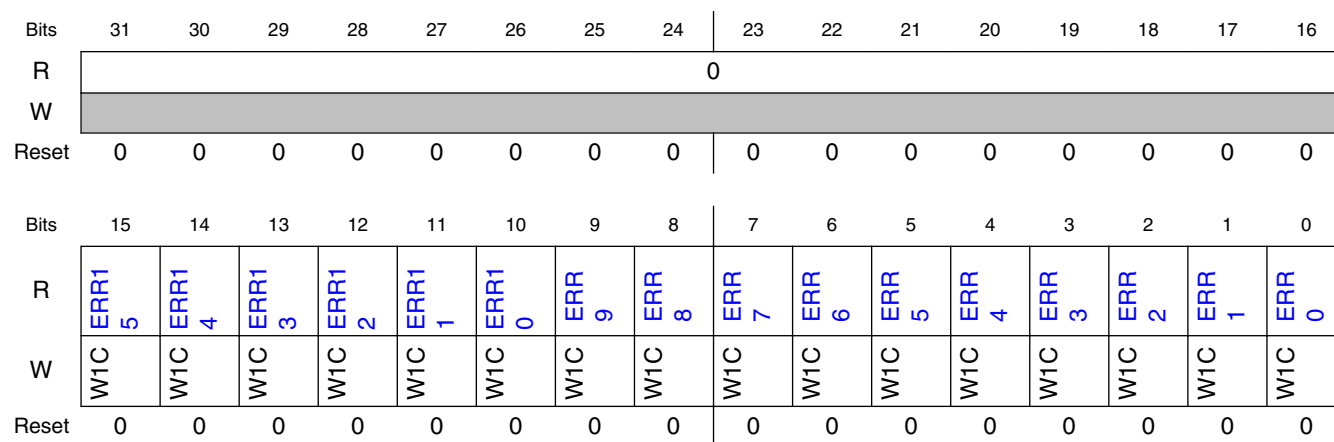 Bits 31 30 29 28 27 26 25 24 23 22 21 20 19 18 17 16
R 0
W
Reset 0 0 0 0 0 0 0 0 0 0 0 0 0 0 0 0
Bits 15 14 13 12 11 10 9 8 7 6 5 4 3 2 1 0
R ERR15 ERR14 ERR13 ERR12 ERR11 ERR10 ERR9 ERR8 ERR7 ERR6 ERR5 ERR4 ERR3 ERR2 ERR1 ERR0
W W1C W1C W1C W1C W1C W1C W1C W1C W1C W1C W1C W1C W1C W1C W1C W1C
Reset 0 0 0 0 0 0 0 0 0 0 0 0 0 0 0 0